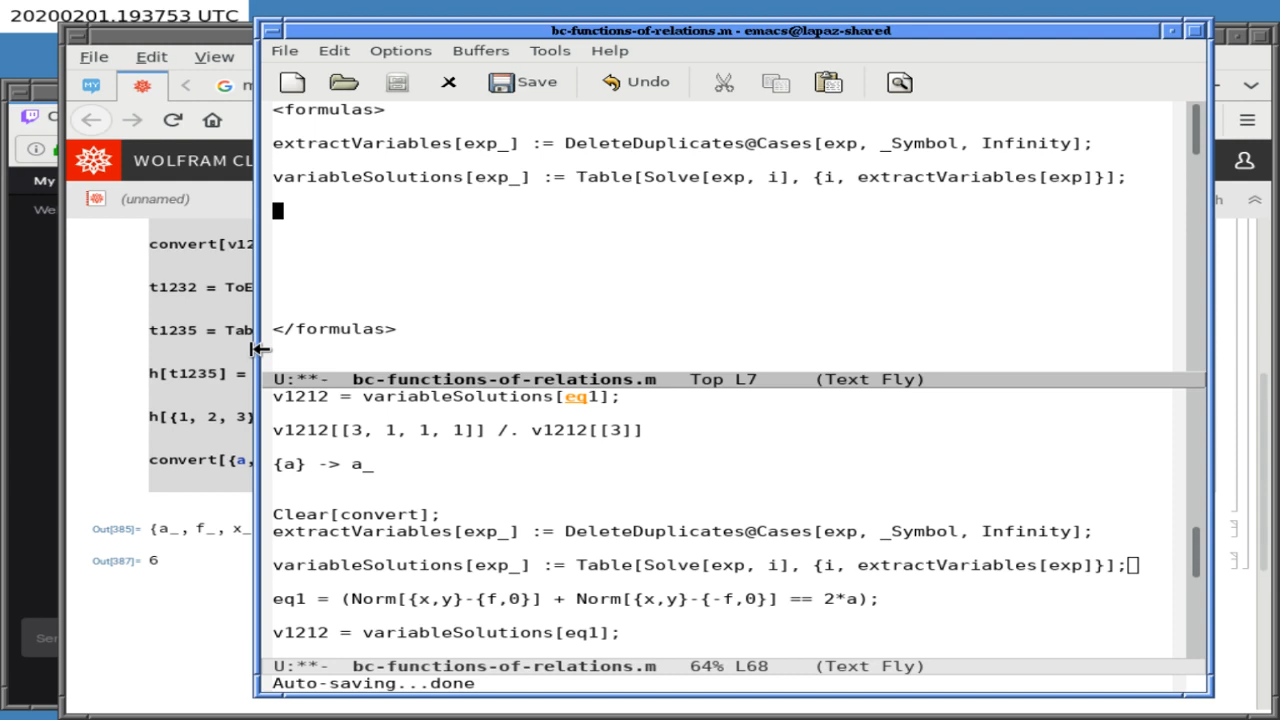 20200201.193753 UTC
bc-functions-of-relations.m - emacs@lapaz-shared
File Edit Options Buffers Tools Help
Save Undo
<formulas>
extractVariables[exp_] := DeleteDuplicates@Cases[exp, _Symbol, Infinity];
variableSolutions[exp_] := Table[Solve[exp, i], {i, extractVariables[exp]}];
</formulas>
U:**- bc-functions-of-relations.m Top L7 (Text Fly)
v1212 = variableSolutions[eq1];
v1212[[3, 1, 1, 1]] /. v1212[[3]]
{a} -> a_
Clear[convert];
extractVariables[exp_] := DeleteDuplicates@Cases[exp, _Symbol, Infinity];
variableSolutions[exp_] := Table[Solve[exp, i], {i, extractVariables[exp]}];
eq1 = (Norm[{x,y}-{f,0}] + Norm[{x,y}-{-f,0}] == 2*a);
v1212 = variableSolutions[eq1];
U:**- bc-functions-of-relations.m 64% L68 (Text Fly)
Auto-saving...done
File Edit View
MY
WOLFRAM CL
(unnamed)
convert[v12
t1232 = ToE
t1235 = Tab
h[t1235] =
h[{1, 2, 3}
convert[{a,
Out[385]= {a_, f_, x_
Out[387]= 6
My
Wel
Ser